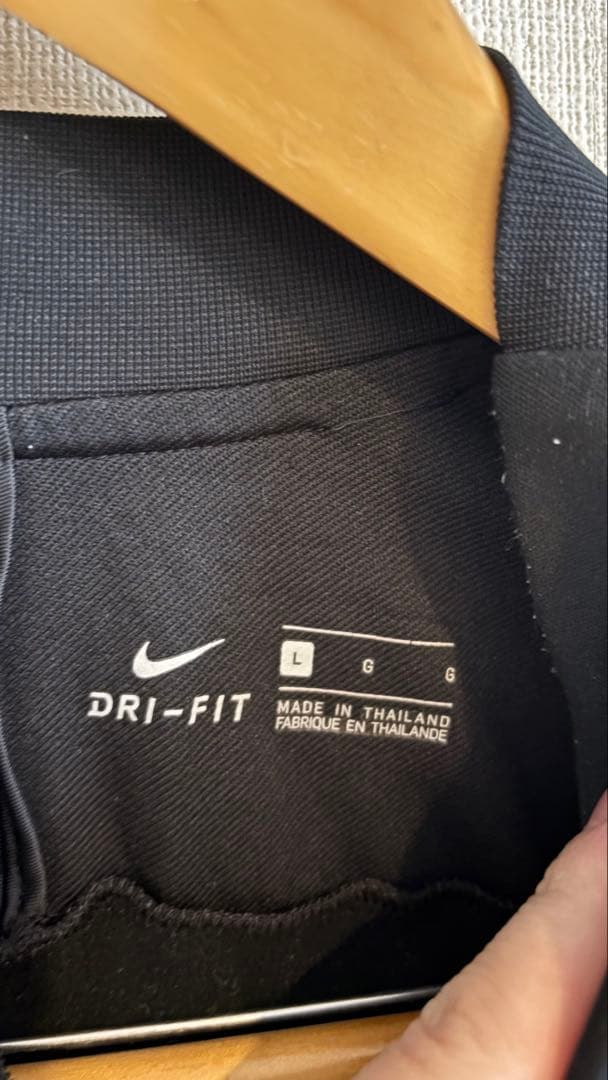 DRI-FIT
L G G
MADE IN THAILAND
FABRIQUE EN THAILANDE